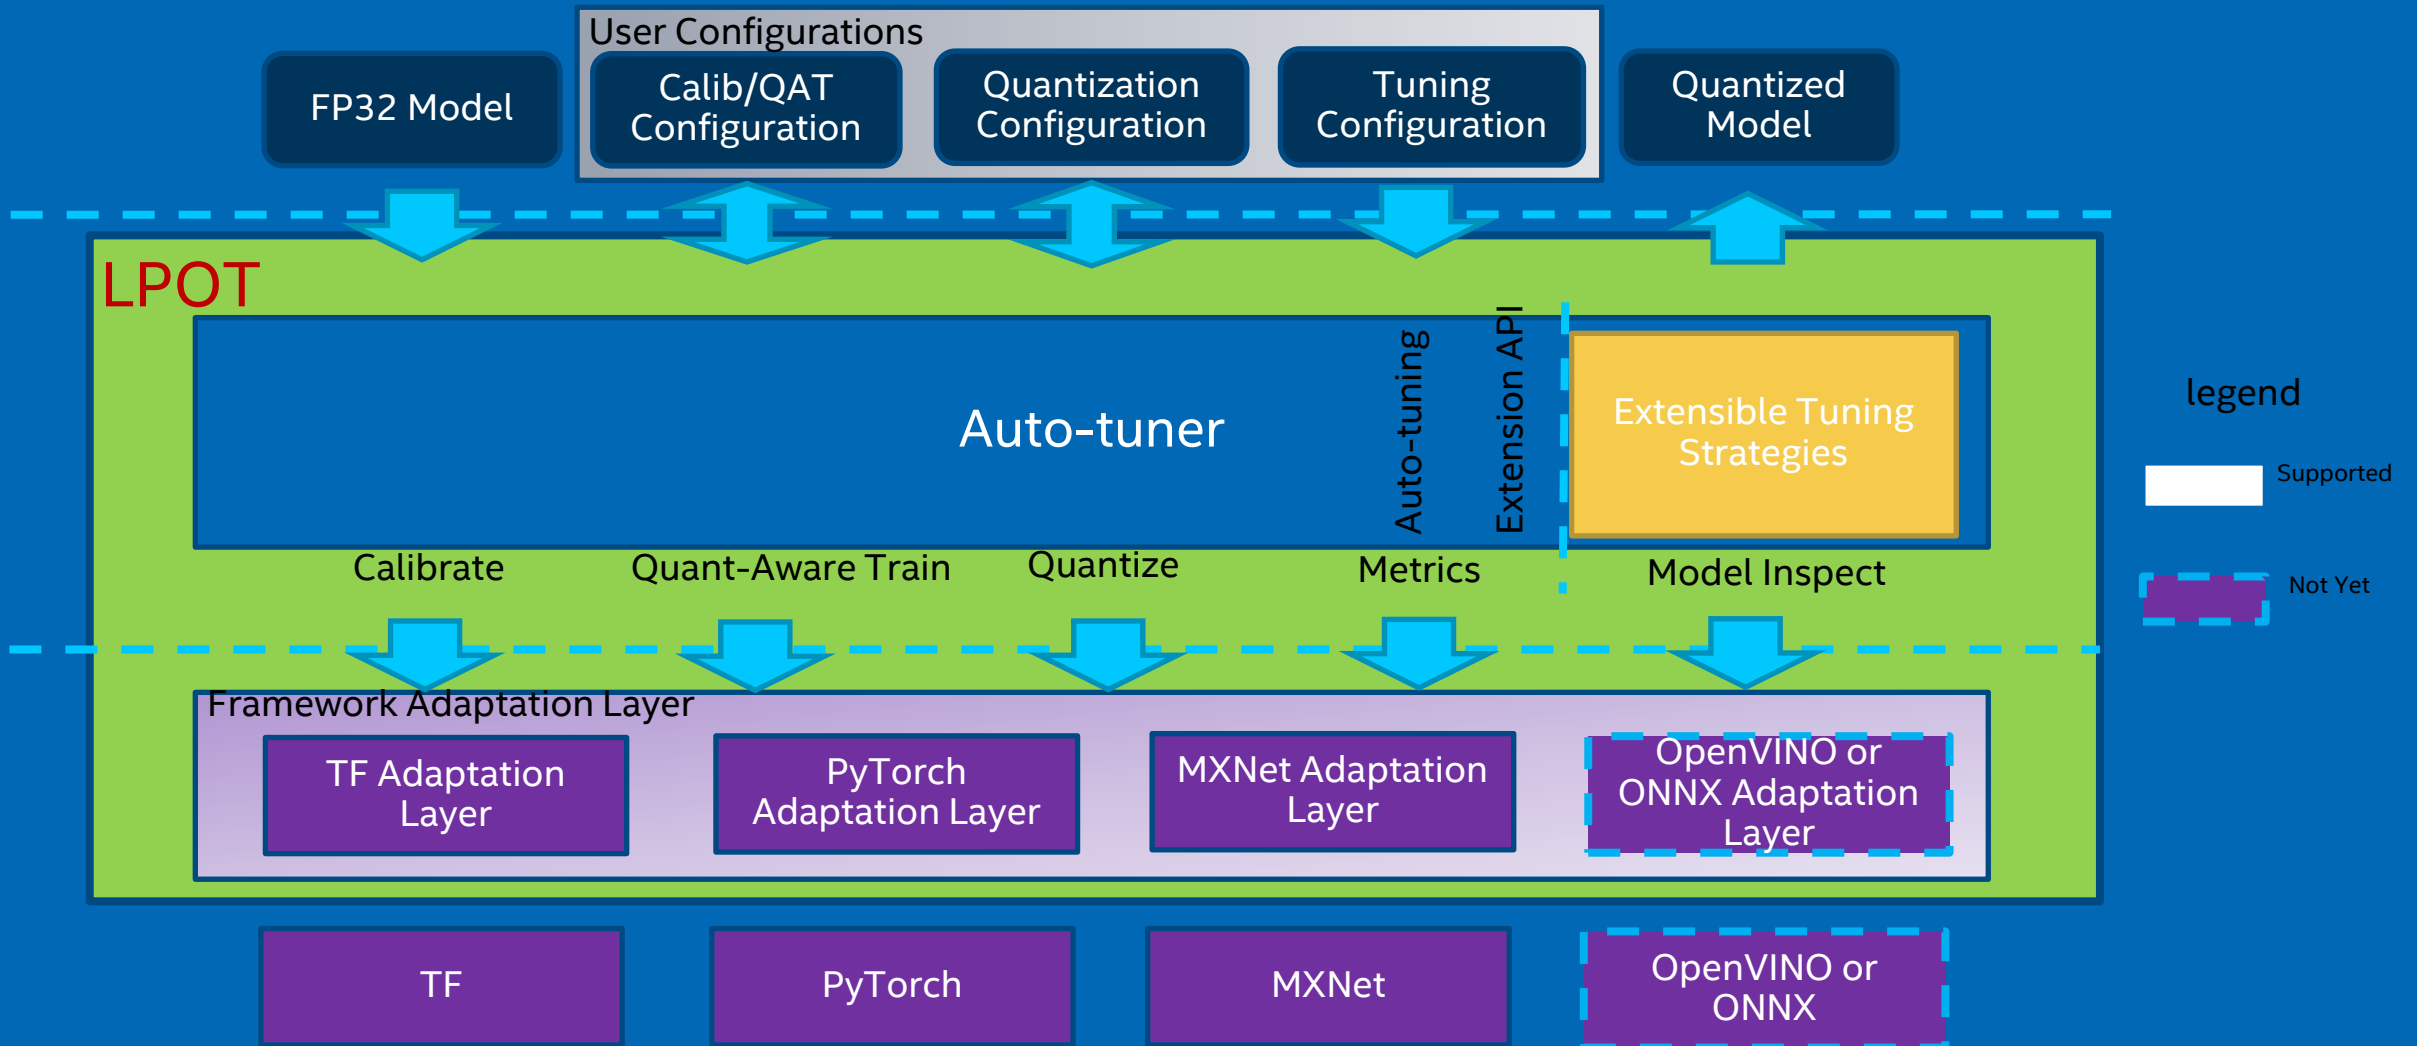 User Configurations
FP32 Model
Calib/QAT
Configuration
Quantization
Configuration
Tuning
Configuration
Quantized
Model
LPOT
Auto-tuner
Auto-tuning
Extension API
Extensible Tuning
Strategies
legend
Supported
Not Yet
Calibrate
Quant-Aware Train
Quantize
Metrics
Model Inspect
Framework Adaptation Layer
TF Adaptation
Layer
PyTorch
Adaptation Layer
MXNet Adaptation
Layer
OpenVINO or
ONNX Adaptation
Layer
TF
PyTorch
MXNet
OpenVINO or
ONNX